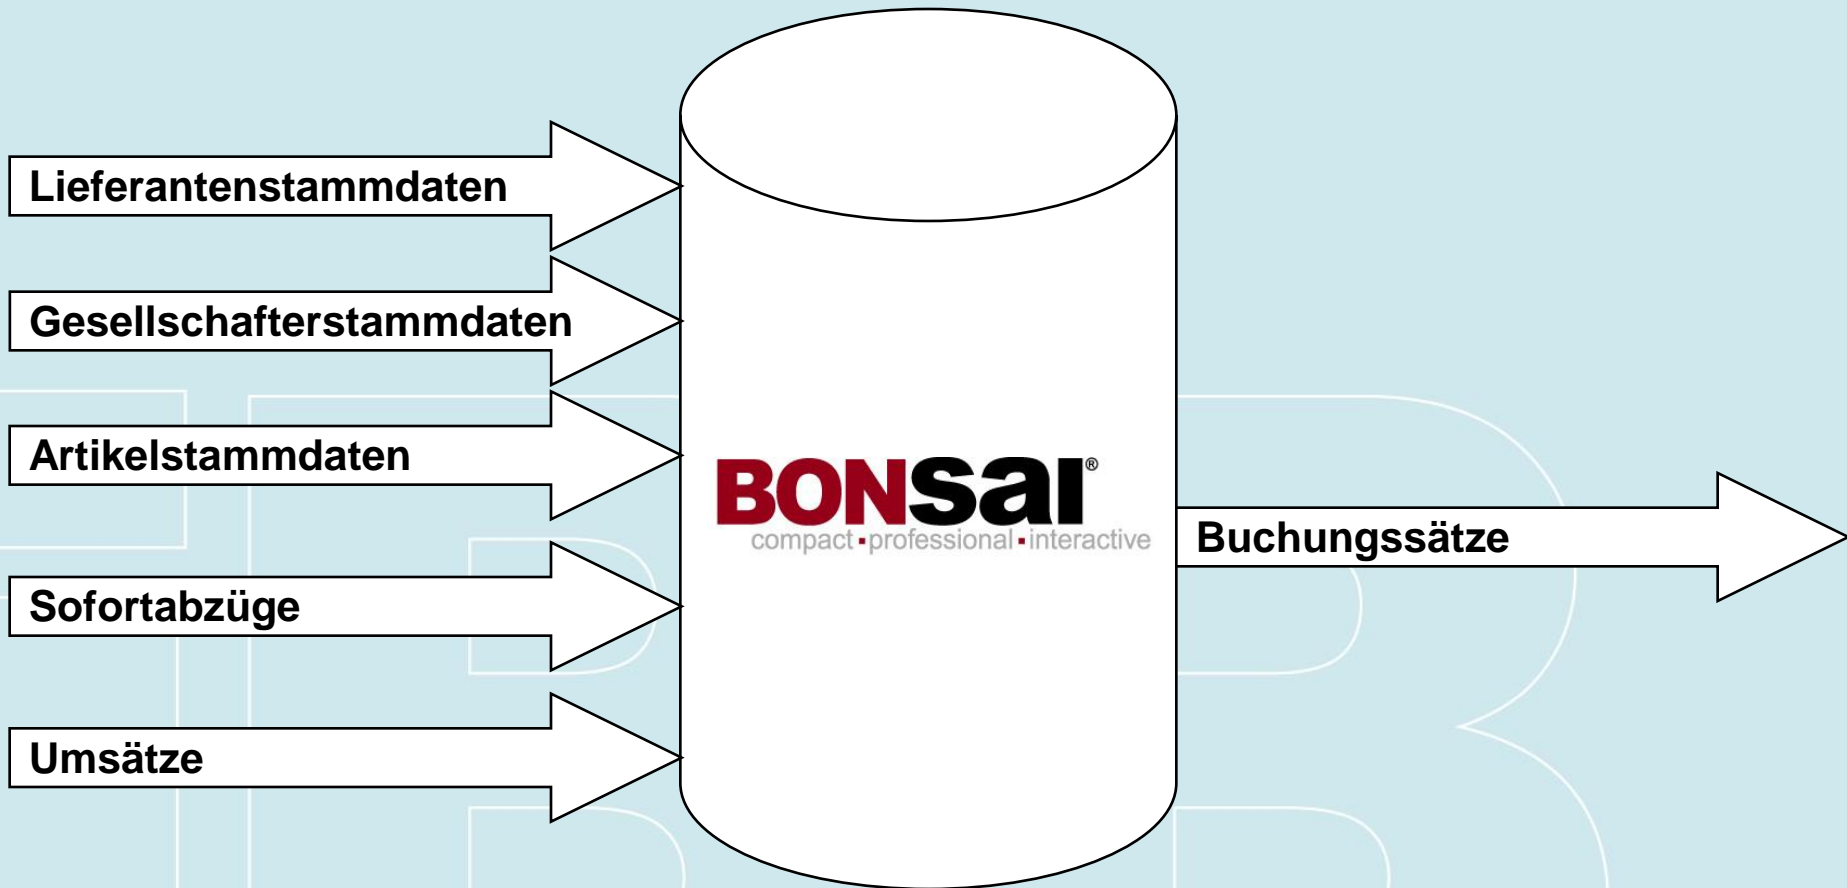 Lieferantenstammdaten
Gesellschafterstammdaten
Artikelstammdaten
Sofortabzüge
Umsätze
BONSaI®
compact▪professional▪interactive
Buchungssätze